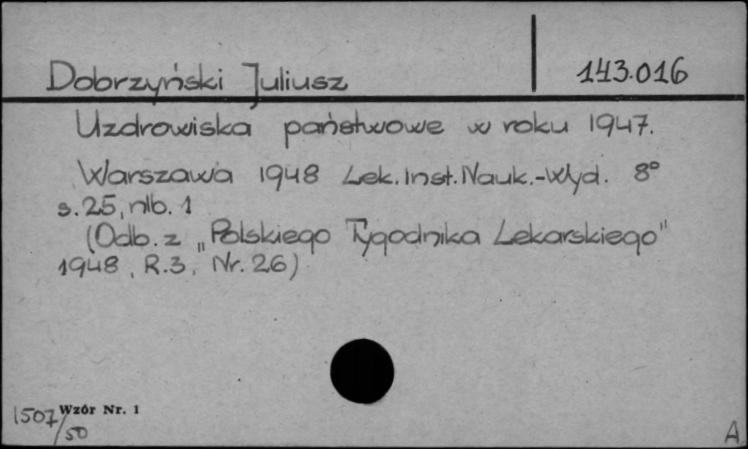 Dobrzyński Juliusz 143.016
Uzdrowiska państwowe w roku 1947.
Warszawa 1948 Lek. Inst. Nauk.-Wyd. 8°
s. 25, nlb. 1
(Odb. z „Polskiego Tygodnika Lekarskiego"
1948, R.3, Nr. 26)
1507/50 Wzór Nr. 1
A